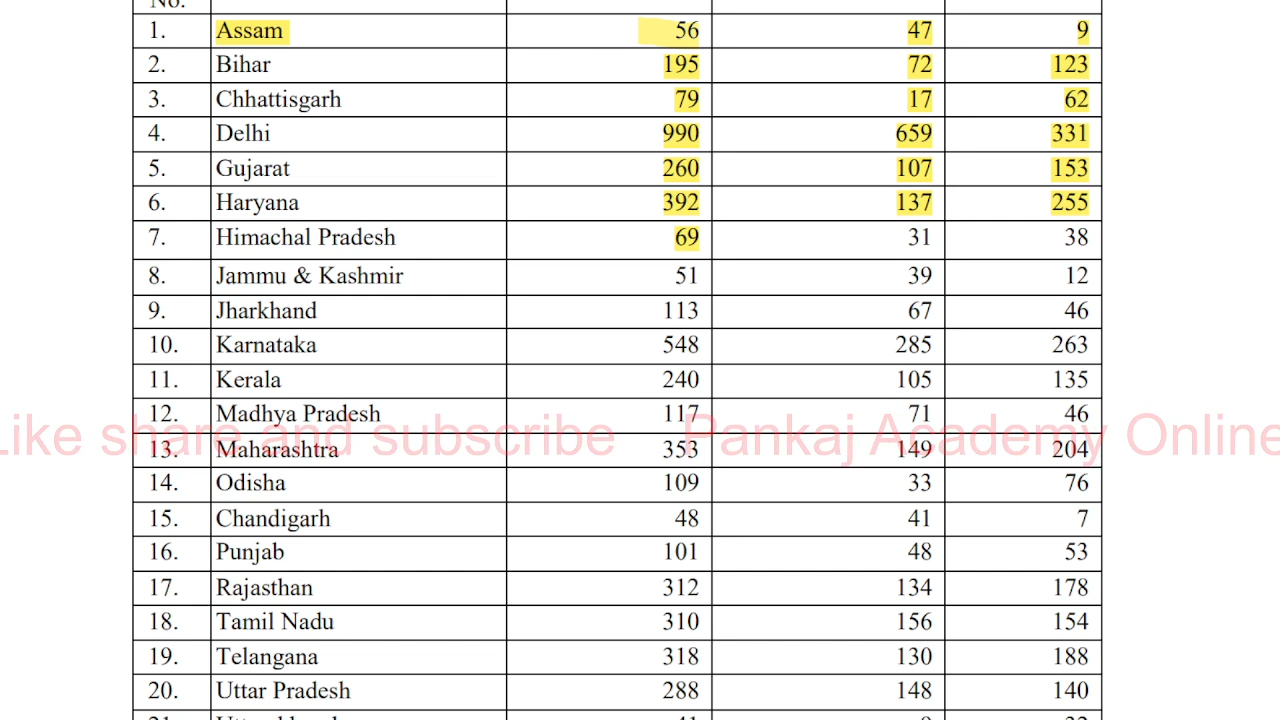 No.
1. Assam 56 47 9
2. Bihar 195 72 123
3. Chhattisgarh 79 17 62
4. Delhi 990 659 331
5. Gujarat 260 107 153
6. Haryana 392 137 255
7. Himachal Pradesh 69 31 38
8. Jammu & Kashmir 51 39 12
9. Jharkhand 113 67 46
10. Karnataka 548 285 263
11. Kerala 240 105 135
12. Madhya Pradesh 117 71 46
Like share and subscribe Pankaj Academy Online
13. Maharashtra 353 149 204
14. Odisha 109 33 76
15. Chandigarh 48 41 7
16. Punjab 101 48 53
17. Rajasthan 312 134 178
18. Tamil Nadu 310 156 154
19. Telangana 318 130 188
20. Uttar Pradesh 288 148 140